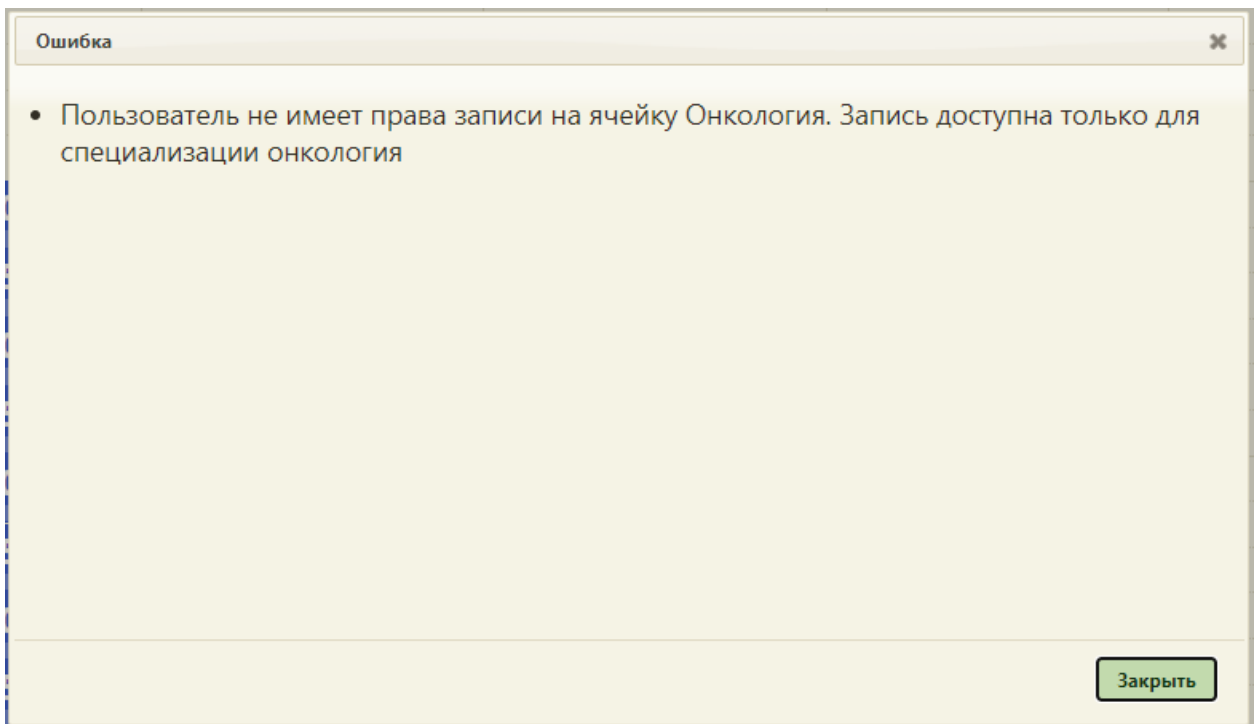 Ошибка
• Пользователь не имеет права записи на ячейку Онкология. Запись доступна только для
специализации онкология
Закрыть